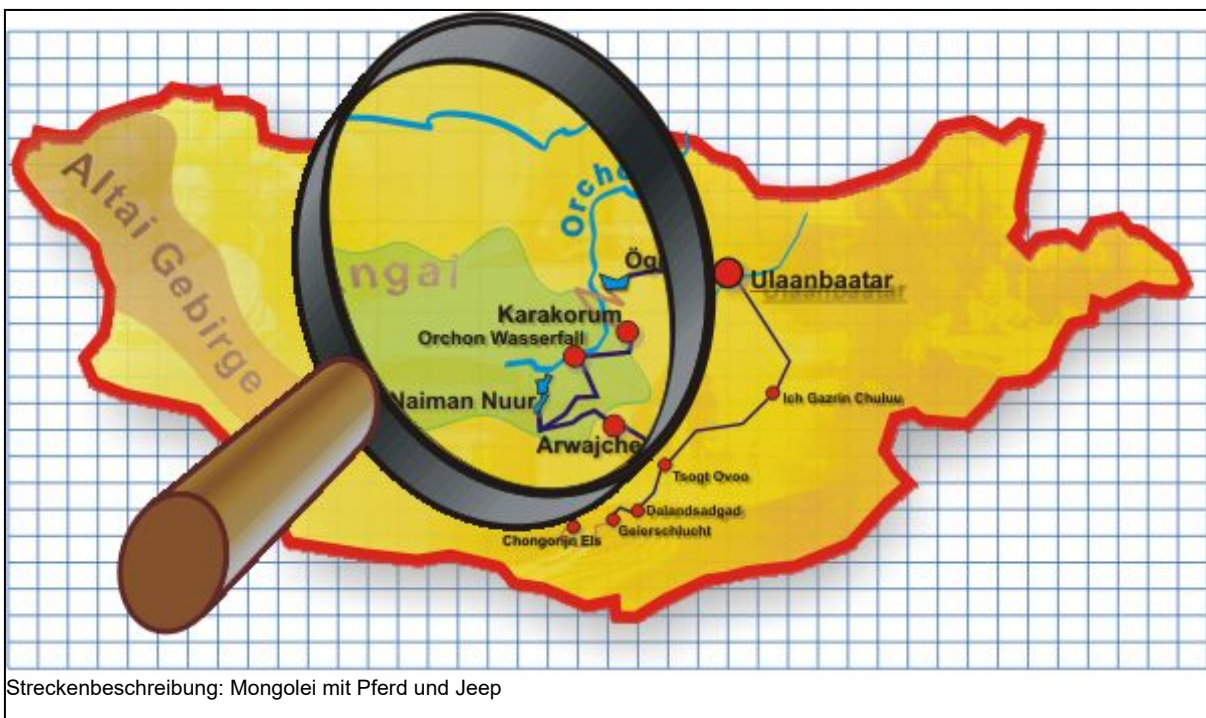 Altai Gebirge
Orcho
ngai
Ög
Ulaanbaatar
Karakorum
Orchon Wasserfall
Naiman Nuur
Ich Gazrin Chuluu
Arwajche
Tsogt Ovoo
Dalandsadgad
Geierschlucht
Chongorijn Els
Streckenbeschreibung: Mongolei mit Pferd und Jeep